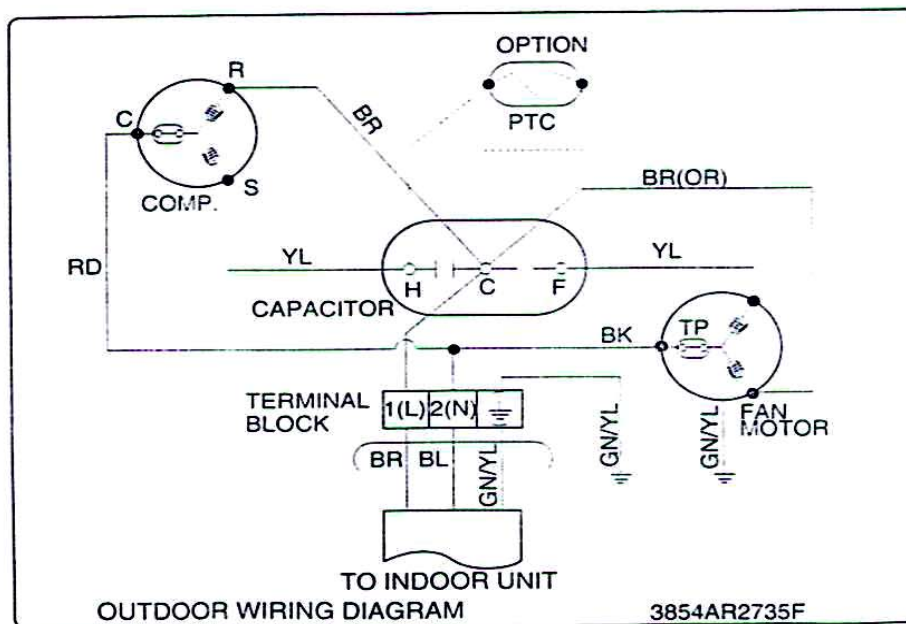 OPTION
PTC
R
C
S
COMP.
BR
BR(OR)
RD
YL
H
C
F
YL
CAPACITOR
BK
TP
TERMINAL
BLOCK
1(L)
2(N)
FAN
MOTOR
BR
BL
GN/YL
GN/YL
GN/YL
TO INDOOR UNIT
OUTDOOR WIRING DIAGRAM
3854AR2735F